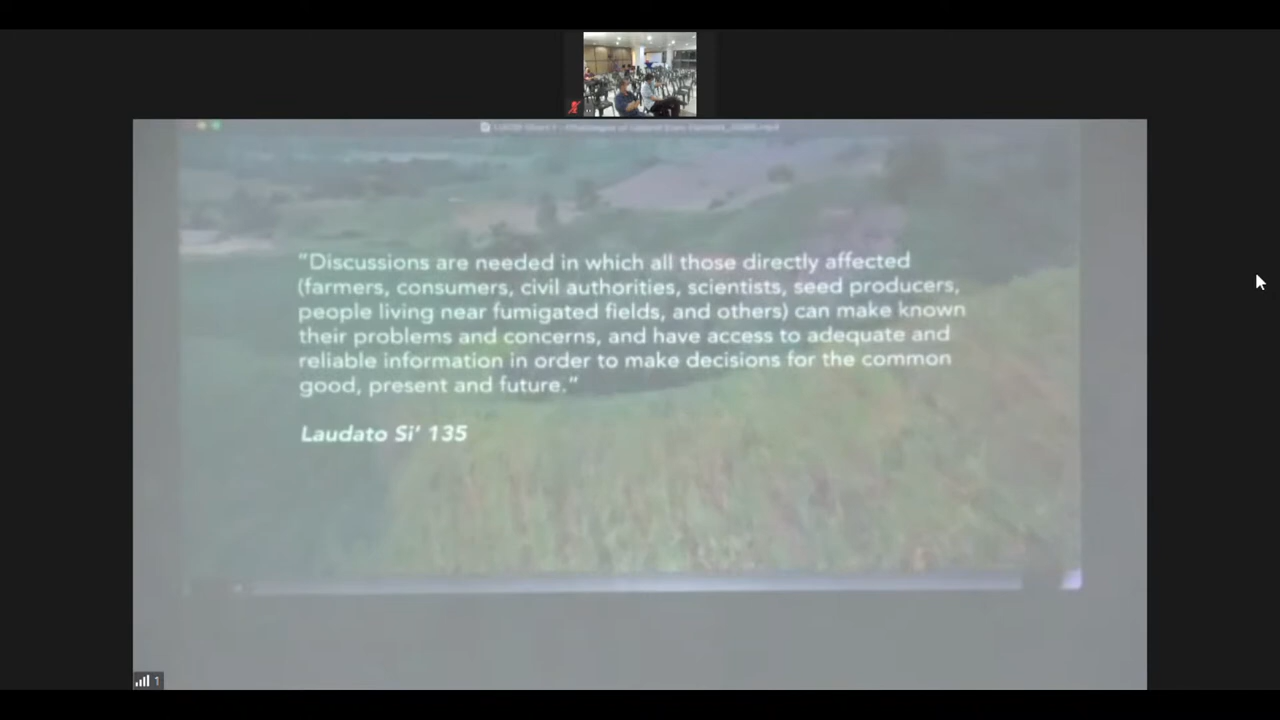 "Discussions are needed in which all those directly affected
(farmers, consumers, civil authorities, scientists, seed producers,
people living near fumigated fields, and others) can make known
their problems and concerns, and have access to adequate and
reliable information in order to make decisions for the common
good, present and future."
Laudato Si' 135
1